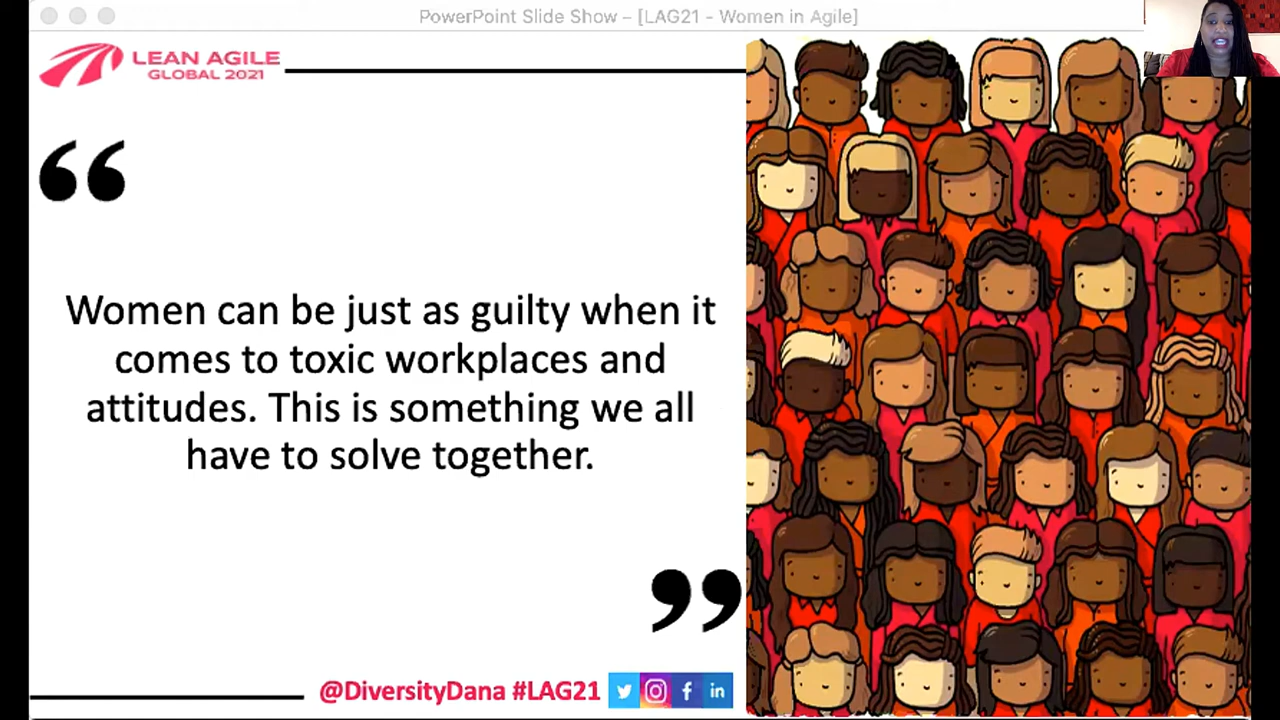 PowerPoint Slide Show – [LAG21 - Women in Agile]
LEAN AGILE
GLOBAL 2021
“
Women can be just as guilty when it
comes to toxic workplaces and
attitudes. This is something we all
have to solve together.
”
@DiversityDana #LAG21